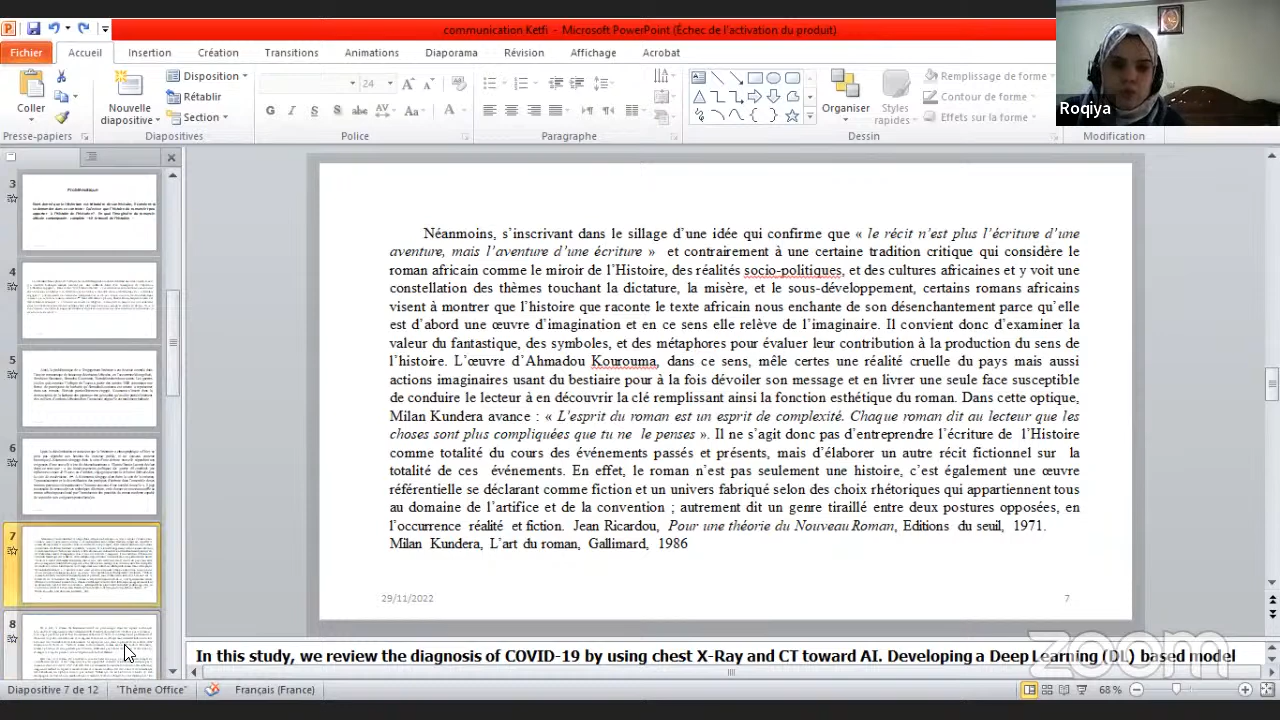 communication Ketfi - Microsoft PowerPoint (Échec de l'activation du produit)
Fichier Accueil Insertion Création Transitions Animations Diaporama Révision Affichage Acrobat
Coller
Nouvelle diapositive
Disposition
Rétablir
Section
24
Organiser
Styles rapides
Remplissage de forme
Contour de forme
Effets sur la forme
Presse-papiers Diapositives Police Paragraphe Dessin Modification
Roqiya
3
Problématique
4
5
6
7
8
Néanmoins, s'inscrivant dans le sillage d'une idée qui confirme que « le récit n'est plus l'écriture d'une
aventure, mais l'aventure d'une écriture » et contrairement à une certaine tradition critique qui considère le
roman africain comme le miroir de l'Histoire, des réalités socio-politiques, et des cultures africaines et y voit une
constellation des thèmes touchant la dictature, la misère, et le sous-développement, certains romans africains
visent à montrer que l'histoire que raconte le texte africain nous enchante de son désenchantement parce qu'elle
est d'abord une œuvre d'imagination et en ce sens elle relève de l'imaginaire. Il convient donc d'examiner la
valeur du fantastique, des symboles, et des métaphores pour évaluer leur contribution à la production du sens de
l'histoire. L'œuvre d'Ahmadou Kourouma, dans ce sens, mêle certes une réalité cruelle du pays mais aussi
actions imaginaires usant du bestiaire pour à la fois dévoiler son message et en livrer une seule face susceptible
de conduire le lecteur à en découvrir la clé remplissant ainsi la fonction esthétique du roman. Dans cette optique,
Milan Kundera avance : « L'esprit du roman est un esprit de complexité. Chaque roman dit au lecteur que les
choses sont plus compliquées que tu ne le penses ». Il ne s'agit donc pas d'entreprendre l'écriture de l'Histoire
comme totalité du cours des événements passés et présents, ni d'élaborer un autre récit fictionnel sur la
totalité de ces événements. En effet, le roman n'est pas uniquement une histoire, c'est également une œuvre
référentielle se déclarant comme fiction et un univers fabriqué selon des choix rhétoriques qui appartiennent tous
au domaine de l'artifice et de la convention ; autrement dit un genre tiraillé entre deux postures opposées, en
l'occurrence réalité et fiction. Jean Ricardou, Pour une théorie du Nouveau Roman, Editions du seuil, 1971.
Milan Kundera, L'art du roman, Gallimard, 1986
29/11/2022
7
In this study, we review the diagnosis of COVID-19 by using chest X-Ray and CT toward AI. Develop an Deep Learning (DL) based model
zoom
Diapositive 7 de 12 "Thème Office" Français (France) 68 %